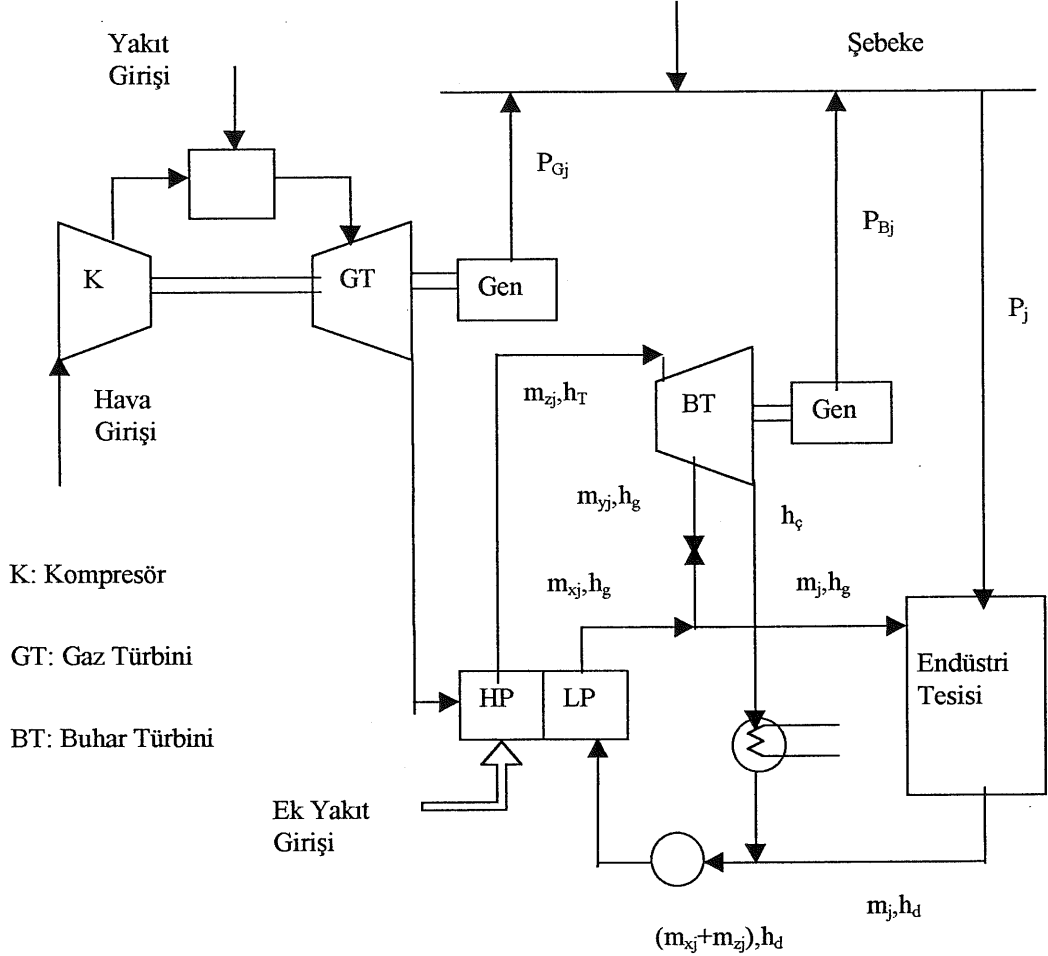 Yakıt
Girişi
Şebeke
P_Gj
P_Bj
K
GT
Gen
P_j
Hava
Girişi
m_zj,h_T
BT
Gen
m_yj,h_g
h_ç
K: Kompresör
m_xj,h_g
m_j,h_g
GT: Gaz Türbini
Endüstri
Tesisi
HP
LP
BT: Buhar Türbini
Ek Yakıt
Girişi
m_j,h_d
(m_xj+m_zj),h_d